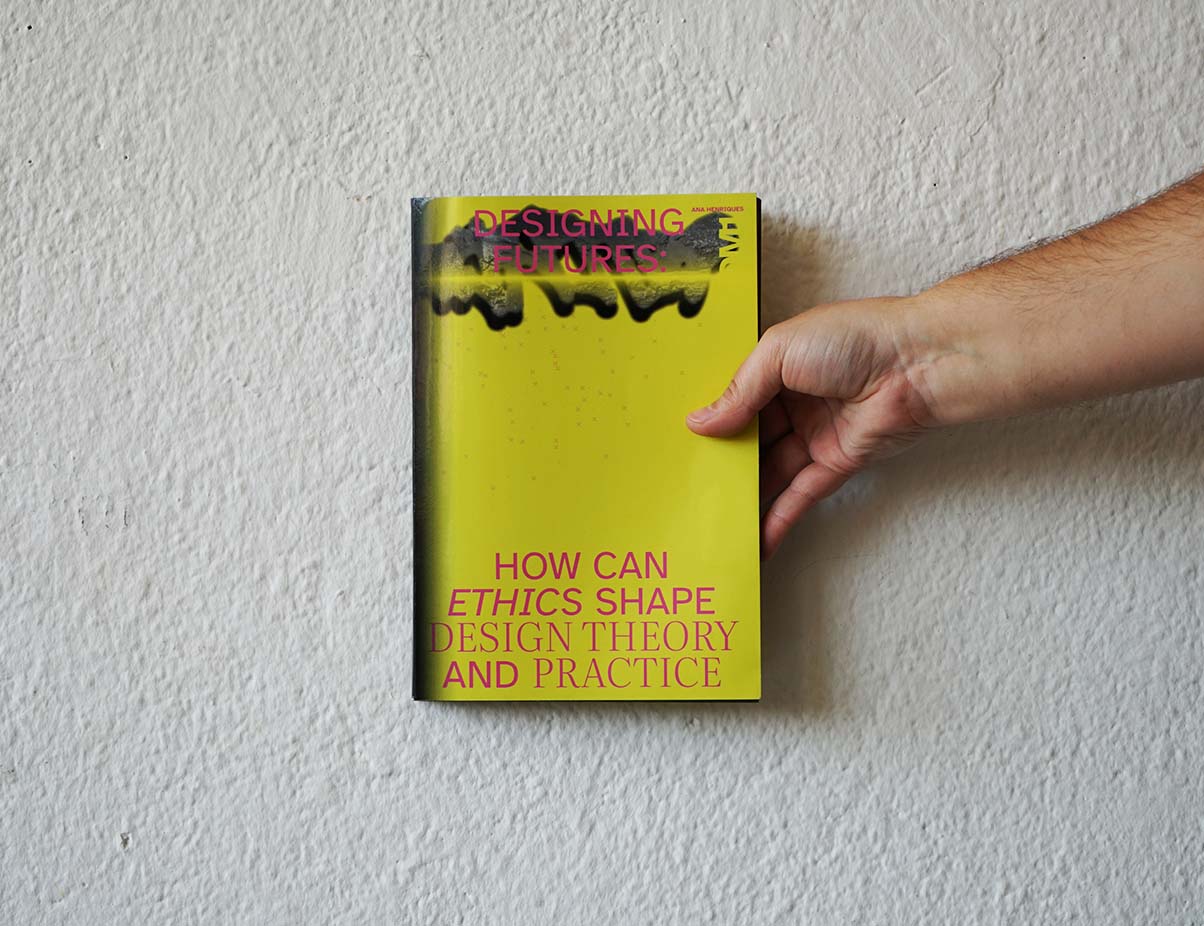 DESIGNING
FUTURES:
ANA HENRIQUES
HOW CAN
ETHICS SHAPE
DESIGN THEORY
AND PRACTICE